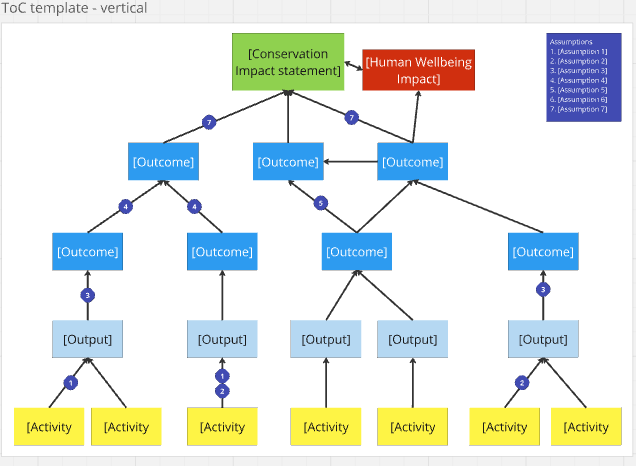 ToC template - vertical
[Conservation
Impact statement]
[Human Wellbeing
Impact]
Assumptions
1. [Assumption 1]
2. [Assumption 2]
3. [Assumption 3]
4. [Assumption 4]
5. [Assumption 5]
6. [Assumption 6]
7. [Assumption 7]
7
7
[Outcome]
[Outcome]
[Outcome]
4
4
5
[Outcome]
[Outcome]
[Outcome]
[Outcome]
3
3
[Output]
[Output]
[Output]
[Output]
[Output]
1
1
2
2
[Activity
[Activity
[Activity
[Activity
[Activity
[Activity
[Activity